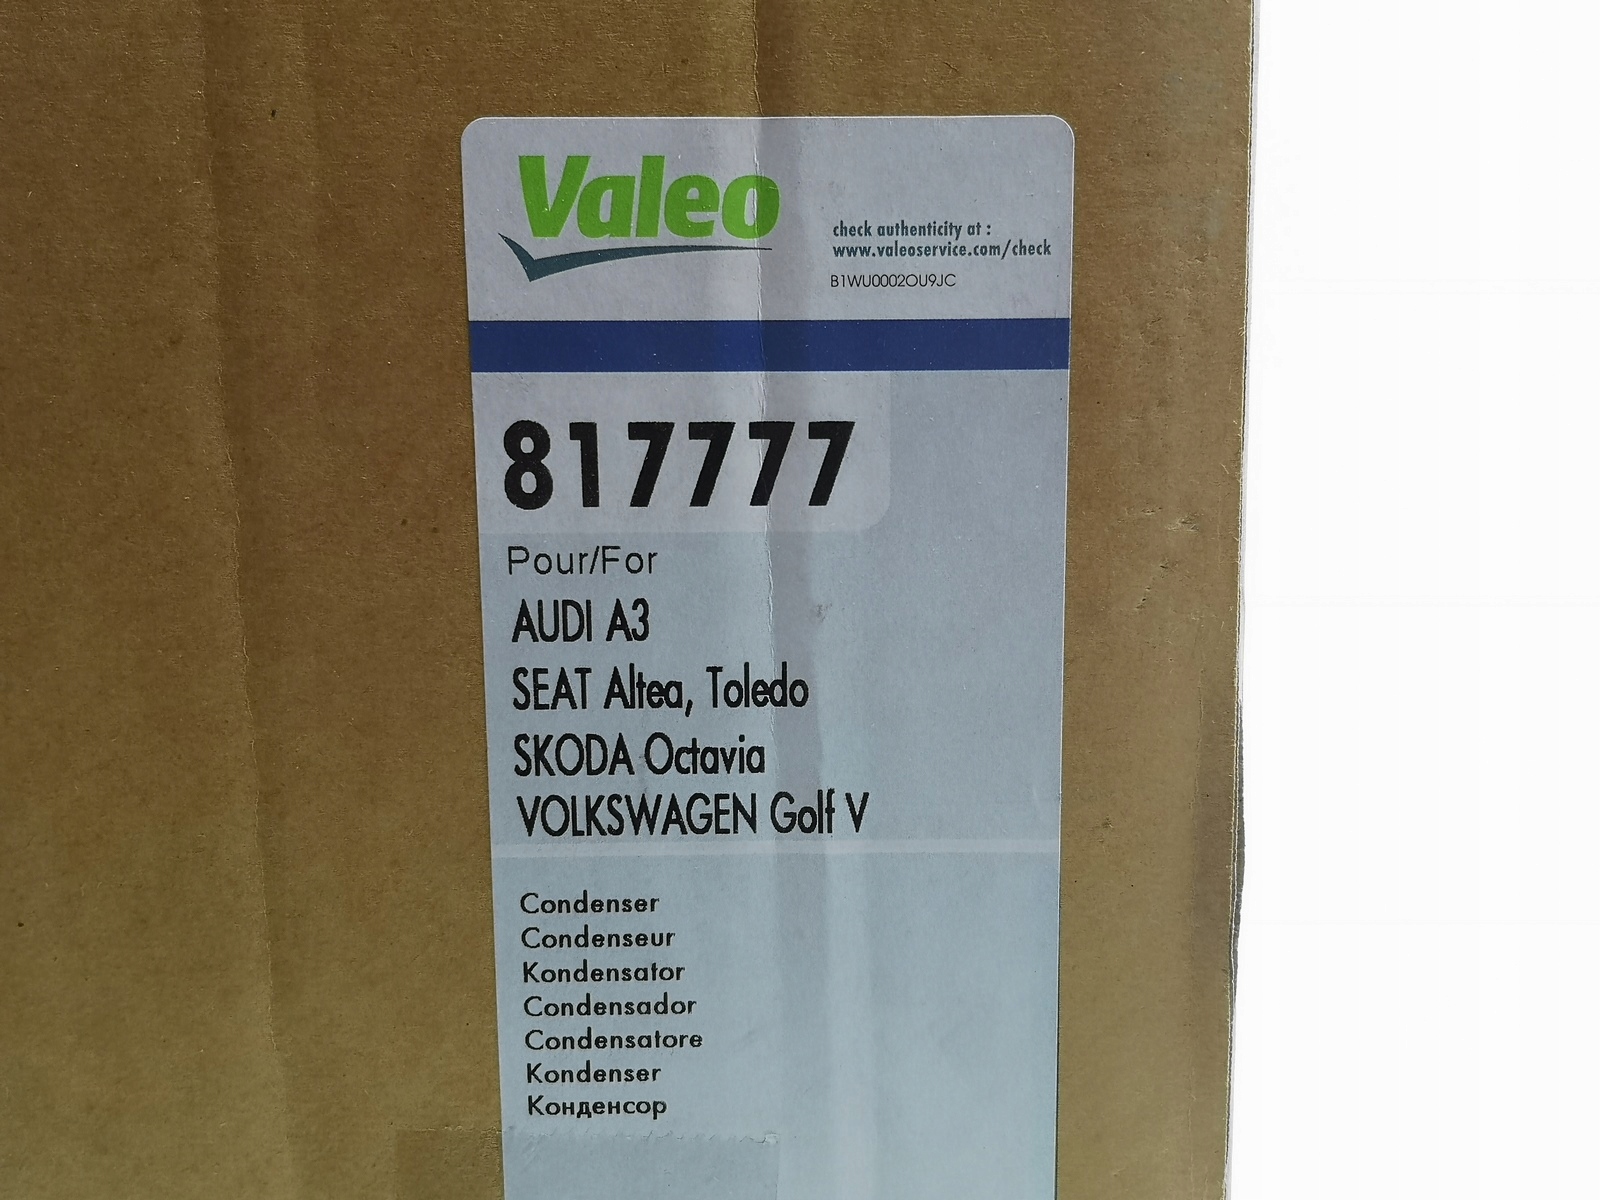 Valeo
check authenticity at :
www.valeoservice.com/check
B1WU0002OU9JC
817777
Pour/For
AUDI A3
SEAT Altea, Toledo
SKODA Octavia
VOLKSWAGEN Golf V
Condenser
Condenseur
Kondensator
Condensador
Condensatore
Kondenser
Конденсор